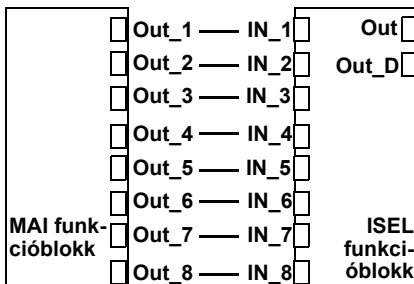 Out_1 IN_1 Out
Out_2 IN_2 Out_D
Out_3 IN_3
Out_4 IN_4
Out_5 IN_5
Out_6 IN_6
MAI funk-
cióblokk
Out_7 IN_7
Out_8 IN_8
ISEL
funkci-
óblokk